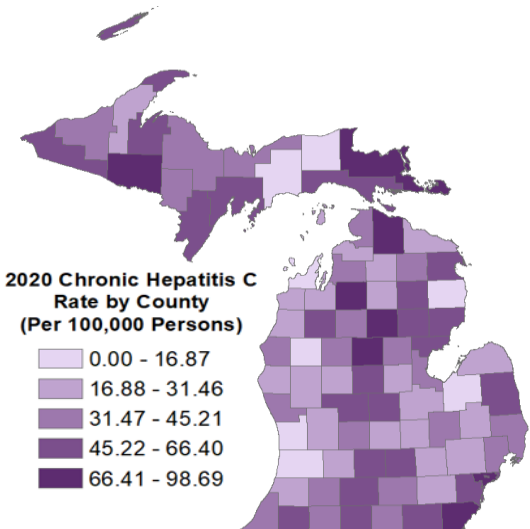 2020 Chronic Hepatitis C
Rate by County
(Per 100,000 Persons)
0.00 - 16.87
16.88 - 31.46
31.47 - 45.21
45.22 - 66.40
66.41 - 98.69